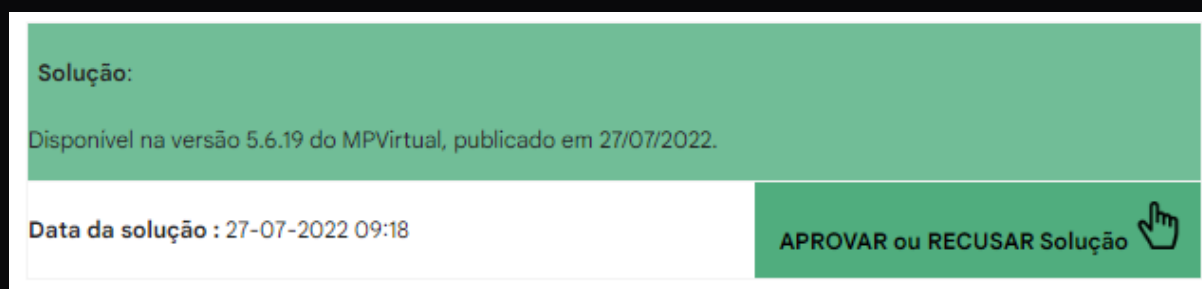 Solução:
Disponível na versão 5.6.19 do MPVirtual, publicado em 27/07/2022.
Data da solução : 27-07-2022 09:18
APROVAR ou RECUSAR Solução